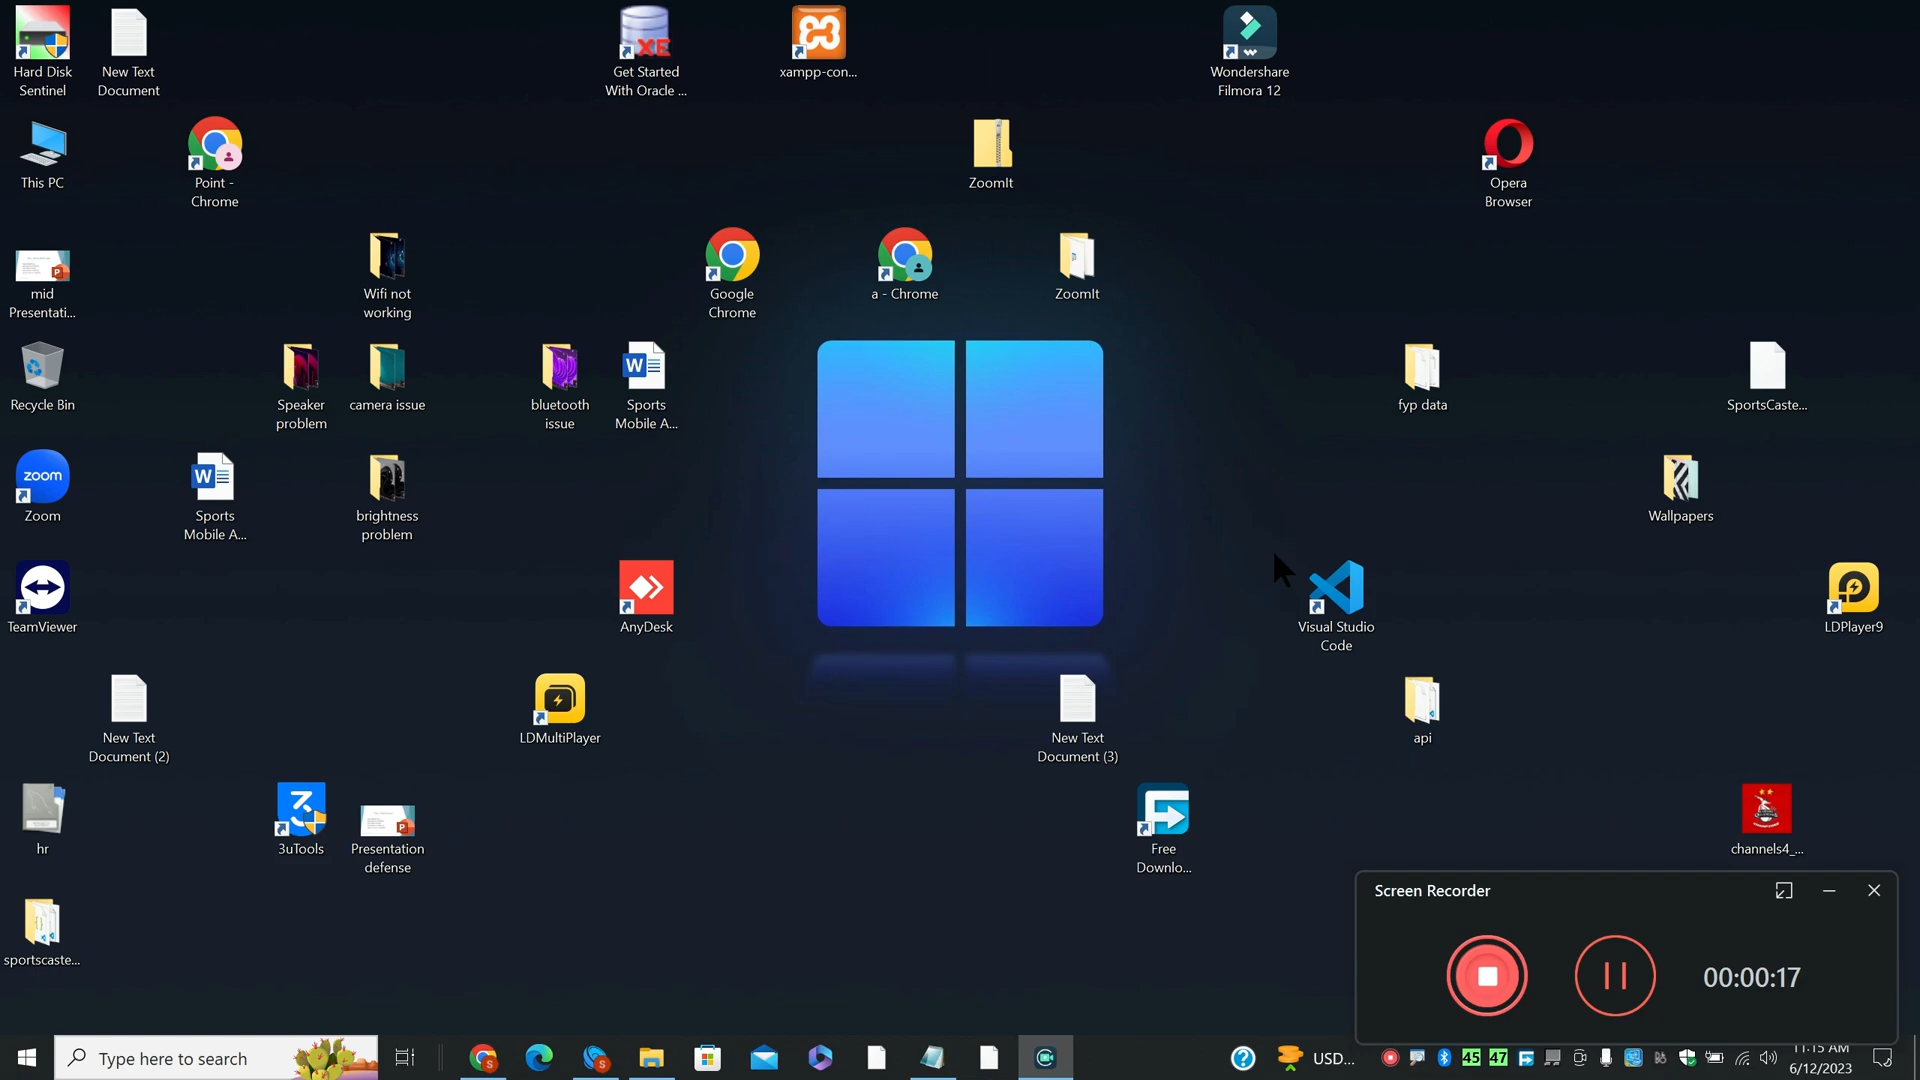 Hard Disk
Sentinel
New Text
Document
Get Started
With Oracle ...
XE
xampp-con...
Wondershare
Filmora 12
This PC
Point -
Chrome
ZoomIt
Opera
Browser
mid
Presentati...
Wifi not
working
Google
Chrome
a - Chrome
ZoomIt
Recycle Bin
Speaker
problem
camera issue
bluetooth
issue
Sports
Mobile A...
fyp data
SportsCaste...
zoom
Zoom
Sports
Mobile A...
brightness
problem
Wallpapers
TeamViewer
AnyDesk
Visual Studio
Code
LDPlayer9
New Text
Document (2)
LDMultiPlayer
New Text
Document (3)
api
hr
3uTools
Presentation
defense
Free
Downlo...
channels4_...
sportscaste...
Screen Recorder
00:00:17
Type here to search
USD...
45
47
11:15 AM
6/12/2023